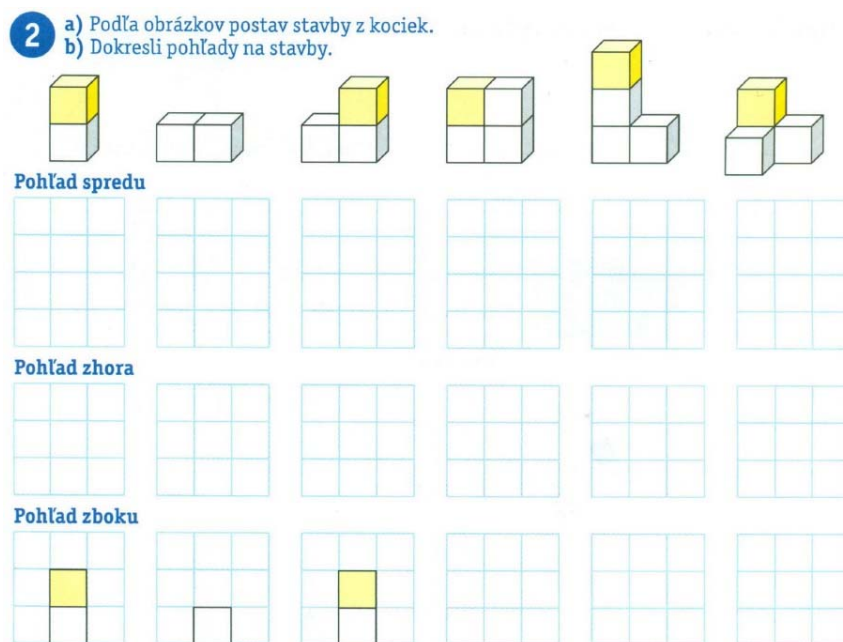 2 a) Podľa obrázkov postav stavby z kociek.
b) Dokresli pohľady na stavby.
Pohľad spredu
Pohľad zhora
Pohľad zboku